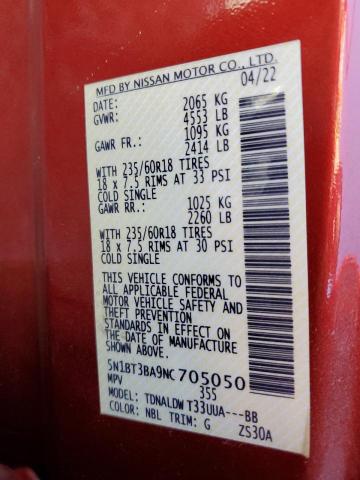 MFD BY NISSAN MOTOR CO., LTD.
DATE: 04/22
GVWR: 2065 KG
4553 LB
GAWR FR.: 1095 KG
2414 LB
WITH 235/60R18 TIRES
18 x 7.5 RIMS AT 33 PSI
COLD SINGLE
GAWR RR.: 1025 KG
2260 LB
WITH 235/60R18 TIRES
18 x 7.5 RIMS AT 30 PSI
COLD SINGLE
THIS VEHICLE CONFORMS TO
ALL APPLICABLE FEDERAL
MOTOR VEHICLE SAFETY AND
THEFT PREVENTION
STANDARDS IN EFFECT ON
THE DATE OF MANUFACTURE
SHOWN ABOVE.
5N1BT3BA9NC705050
MPV 355
MODEL: TDNALDW T33UUA---BB
COLOR: NBL TRIM: G ZS30A